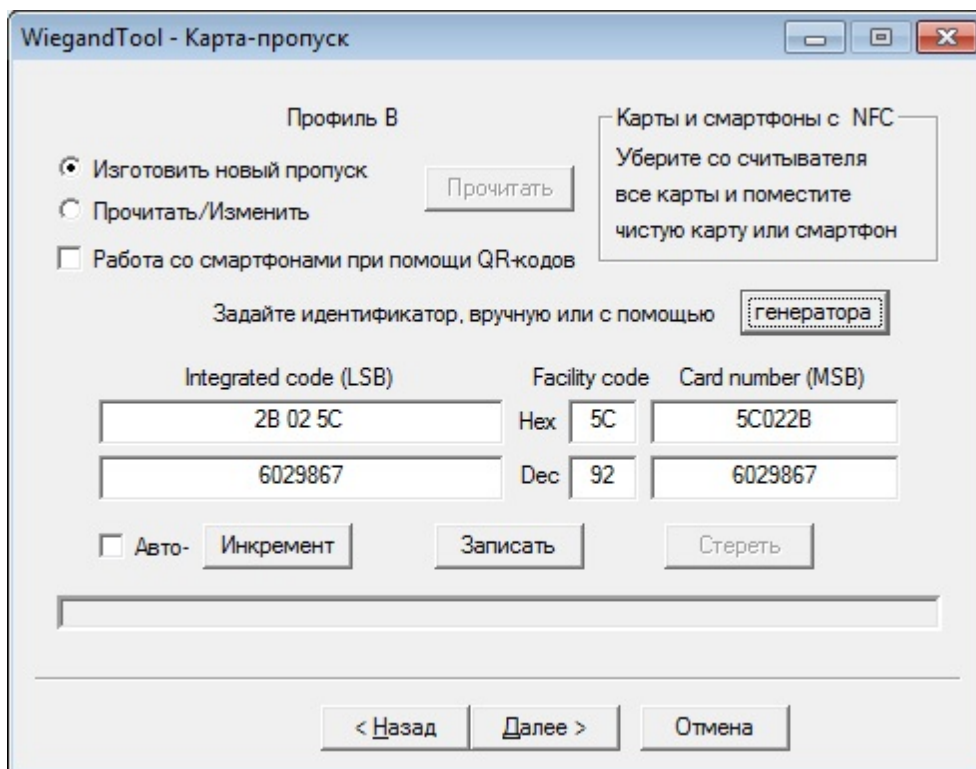 WiegandTool - Карта-пропуск
Профиль В
Изготовить новый пропуск
Прочитать/Изменить
Прочитать
Карты и смартфоны с NFC
Уберите со считывателя
все карты и поместите
чистую карту или смартфон
Работа со смартфонами при помощи QR-кодов
Задайте идентификатор, вручную или с помощью генератора
Integrated code (LSB) Facility code Card number (MSB)
2B 02 5C Hex 5C 5C022B
6029867 Dec 92 6029867
Авто- Инкремент Записать Стереть
< Назад Далее > Отмена